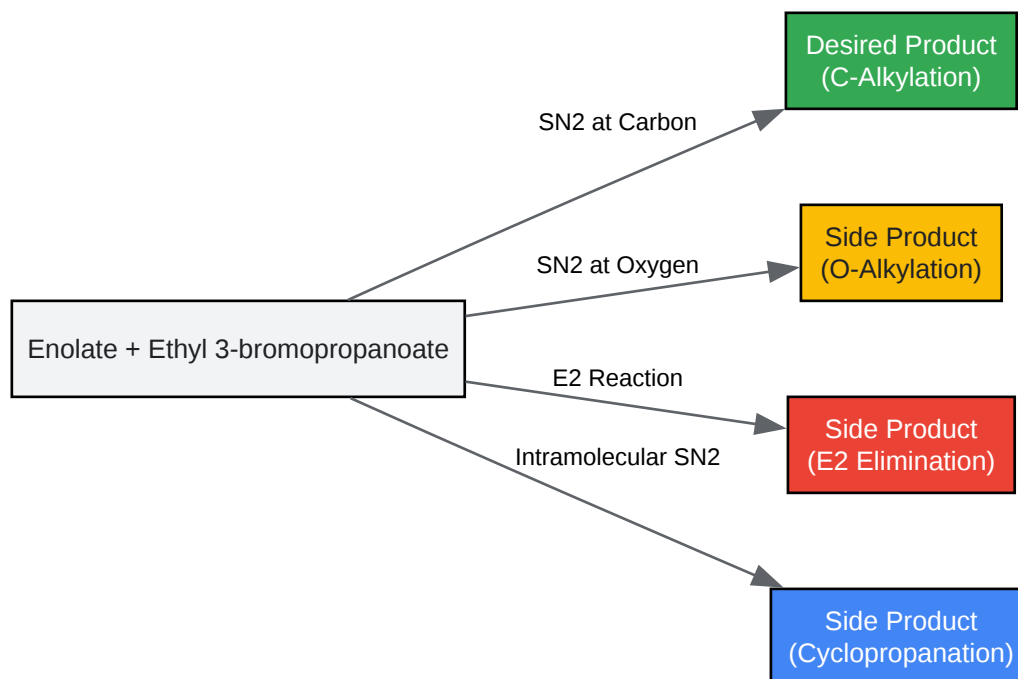 Desired Product
(C-Alkylation)
SN2 at Carbon
Side Product
(O-Alkylation)
SN2 at Oxygen
Enolate + Ethyl 3-bromopropanoate
E2 Reaction
Side Product
(E2 Elimination)
Intramolecular SN2
Side Product
(Cyclopropanation)